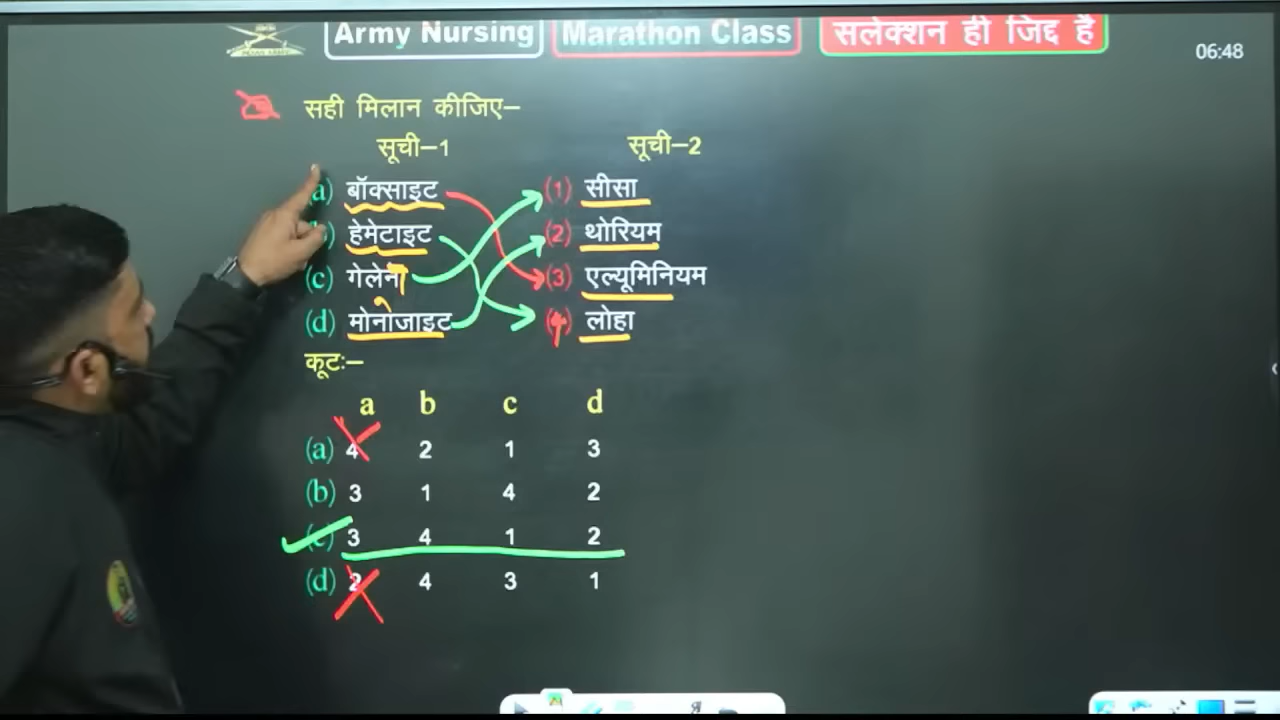 Army Nursing Marathon Class सलेक्शन ही जिद्द है
06:48
सही मिलान कीजिए–
सूची–1 सूची–2
(a) बॉक्साइट (1) सीसा
हेमेटाइट (2) थोरियम
(c) गेलेना (3) एल्यूमिनियम
(d) मोनोजाइट (4) लोहा
कूटः–
a b c d
(a) 4 2 1 3
(b) 3 1 4 2
(c) 3 4 1 2
(d) 2 4 3 1